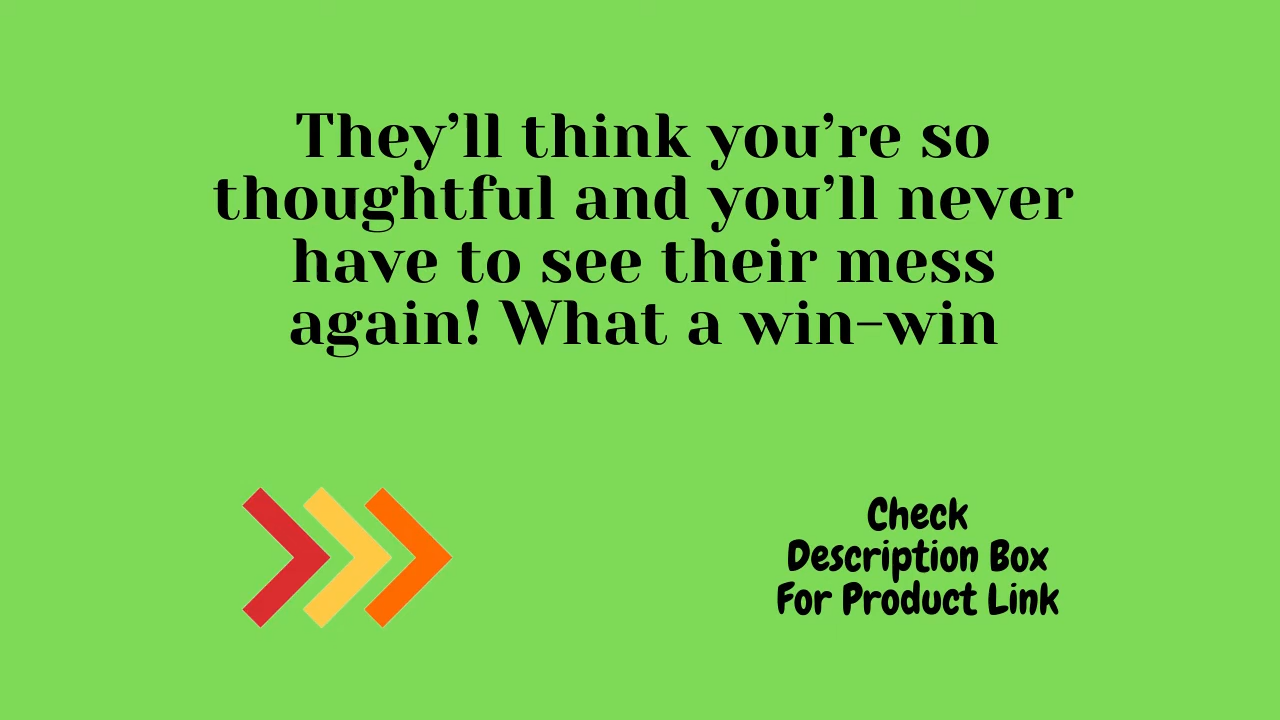 They’ll think you’re so
thoughtful and you’ll never
have to see their mess
again! What a win-win
Check
Description Box
For Product Link